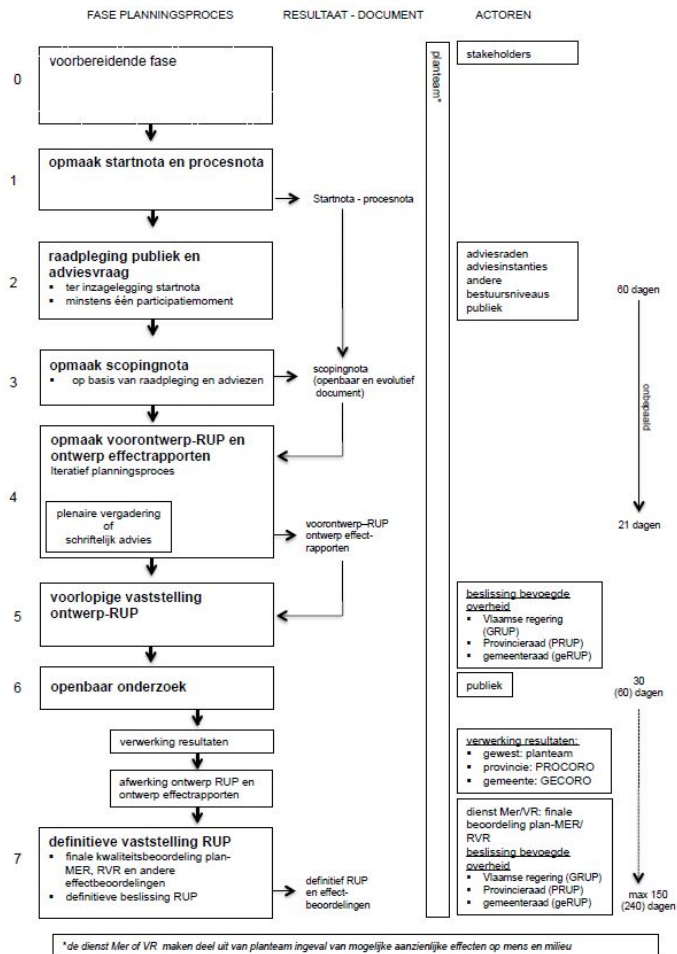 FASE PLANNINGSPROCES
RESULTAAT - DOCUMENT
ACTOREN
0
voorbereidende fase
planteam*
stakeholders
1
opmaak startnota en procesnota
Startnota - procesnota
2
raadpleging publiek en
adviesvraag
▪ ter inzagelegging startnota
▪ minstens één participatiemoment
adviesraden
adviesinstanties
andere
bestuursniveaus
publiek
60 dagen
3
opmaak scopingnota
▪ op basis van raadpleging en adviezen
scopingnota
(openbaar en evolutief
document)
onbepaald
4
opmaak voorontwerp-RUP en
ontwerp effectrapporten
Iteratief planningsproces
plenaire vergadering
of
schriftelijk advies
voorontwerp–RUP
ontwerp effect-
rapporten
21 dagen
5
voorlopige vaststelling
ontwerp-RUP
beslissing bevoegde
overheid
▪ Vlaamse regering
(GRUP)
▪ Provincieraad (PRUP)
▪ gemeenteraad (geRUP)
6
openbaar onderzoek
publiek
30
(60) dagen
verwerking resultaten
verwerking resultaten:
▪ gewest: planteam
▪ provincie: PROCORO
▪ gemeente: GECORO
afwerking ontwerp RUP en
ontwerp effectrapporten
7
definitieve vaststelling RUP
▪ finale kwaliteitsbeoordeling plan-
MER, RVR en andere
effectbeoordelingen
▪ definitieve beslissing RUP
definitief RUP
en effect-
beoordelingen
dienst Mer/VR: finale
beoordeling plan-MER/
RVR
beslissing bevoegde
overheid
▪ Vlaamse regering (GRUP)
▪ Provincieraad (PRUP)
▪ gemeenteraad (geRUP)
max 150
(240) dagen
*de dienst Mer of VR maken deel uit van planteam ingeval van mogelijke aanzienlijke effecten op mens en milieu